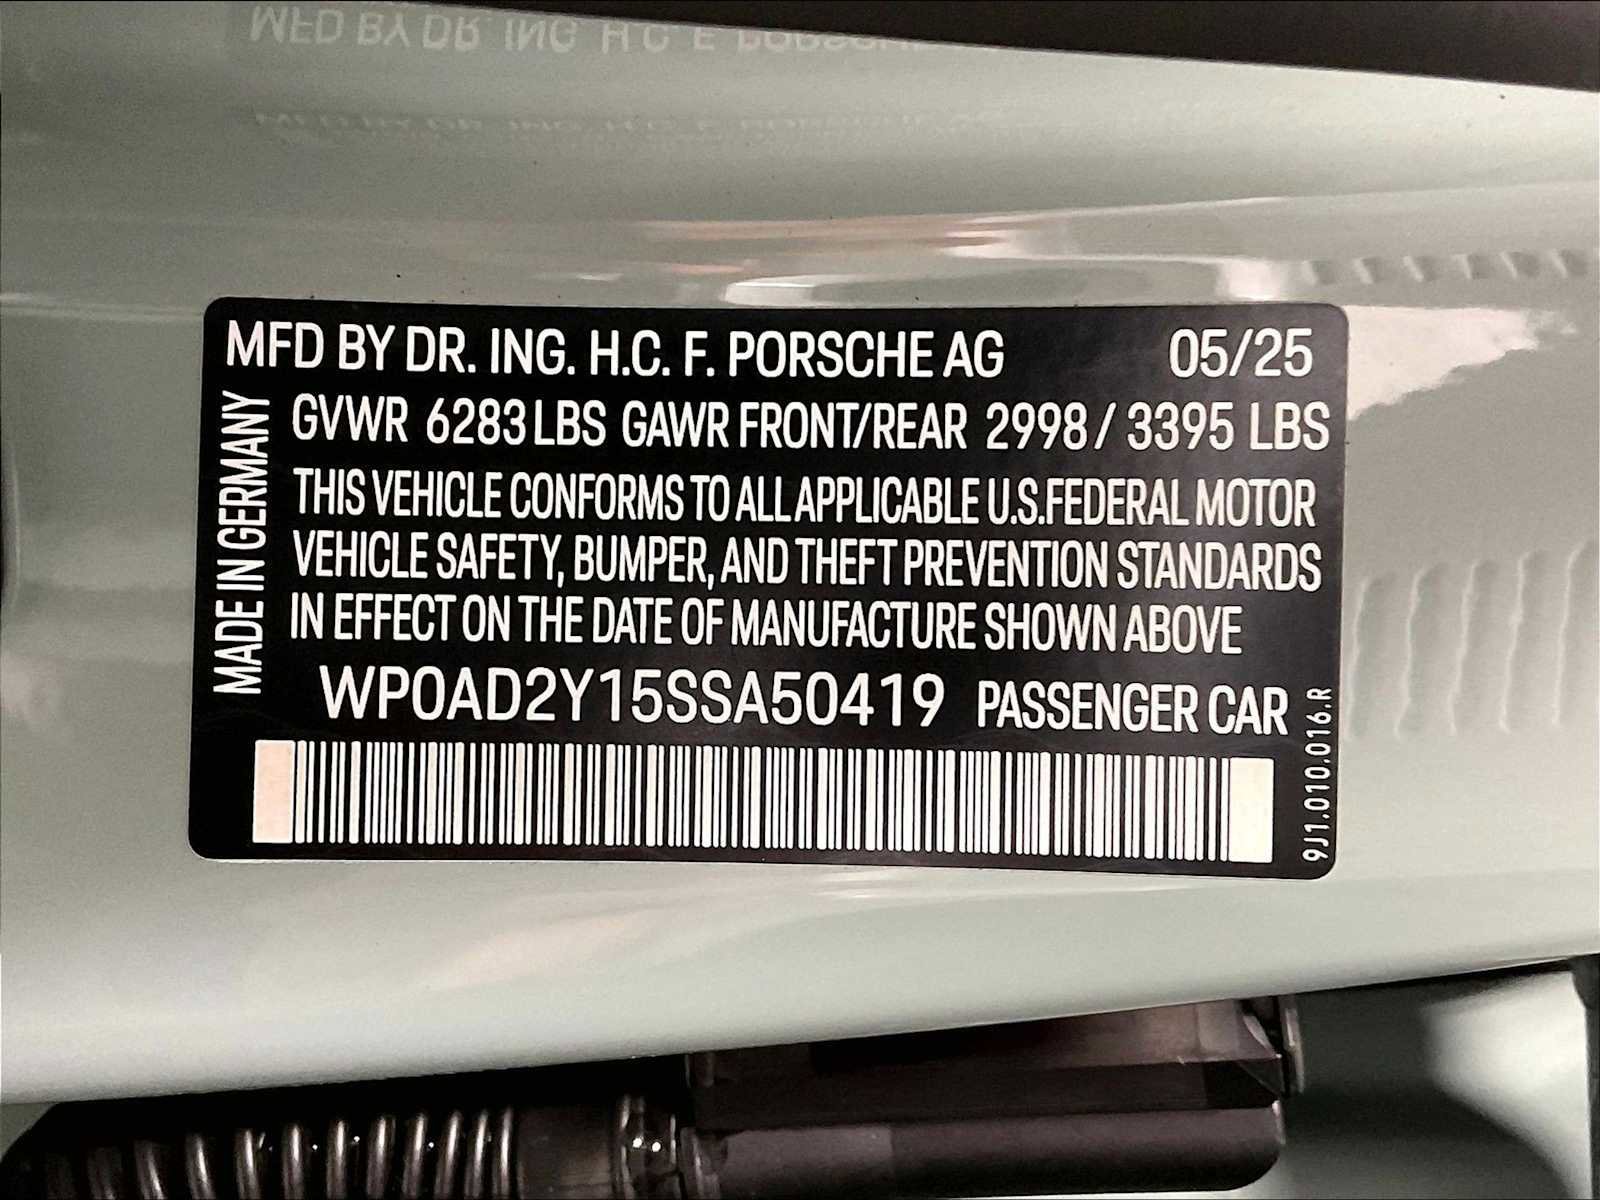 MFD BY DR. ING. H.C. F. PORSCHE AG 05/25
GVWR 6283 LBS GAWR FRONT/REAR 2998 / 3395 LBS
THIS VEHICLE CONFORMS TO ALL APPLICABLE U.S.FEDERAL MOTOR
VEHICLE SAFETY, BUMPER, AND THEFT PREVENTION STANDARDS
IN EFFECT ON THE DATE OF MANUFACTURE SHOWN ABOVE
WP0AD2Y15SSA50419 PASSENGER CAR
MADE IN GERMANY
9J1.010.016.R